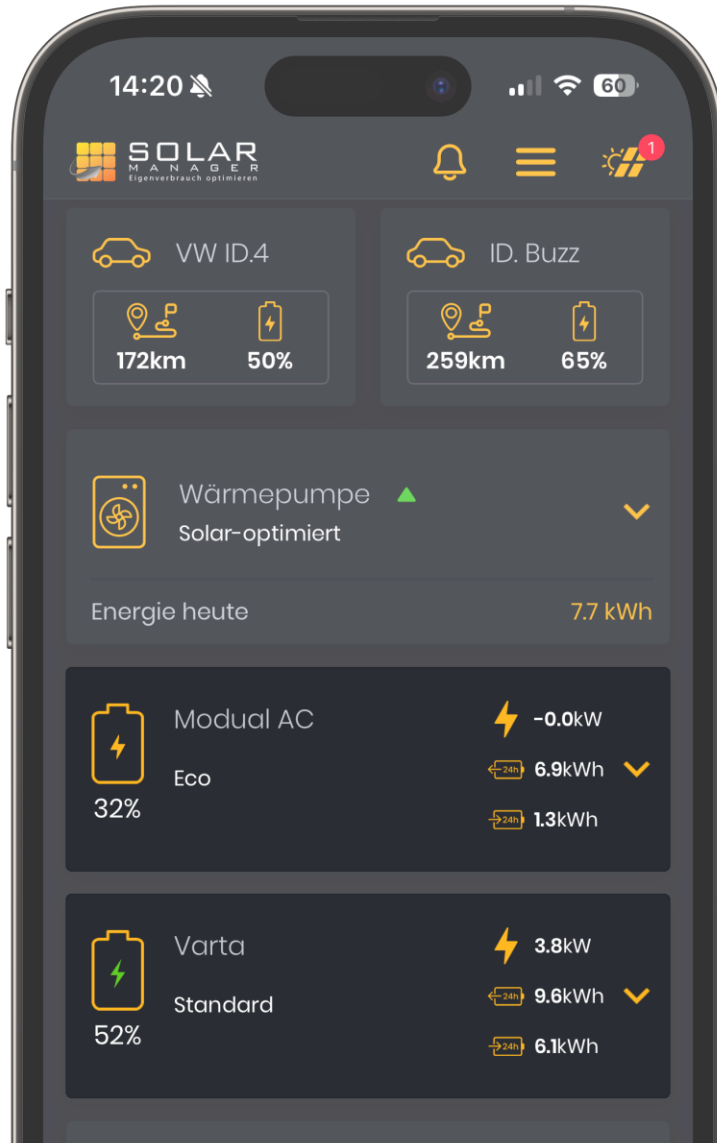 14:20
60
SOLAR
MANAGER
Eigenverbrauch optimieren
1
VW ID.4
172km 50%
ID. Buzz
259km 65%
Wärmepumpe
Solar-optimiert
Energie heute 7.7 kWh
Modual AC
Eco
32%
-0.0kW
24h 6.9kWh
24h 1.3kWh
Varta
Standard
52%
3.8kW
24h 9.6kWh
24h 6.1kWh